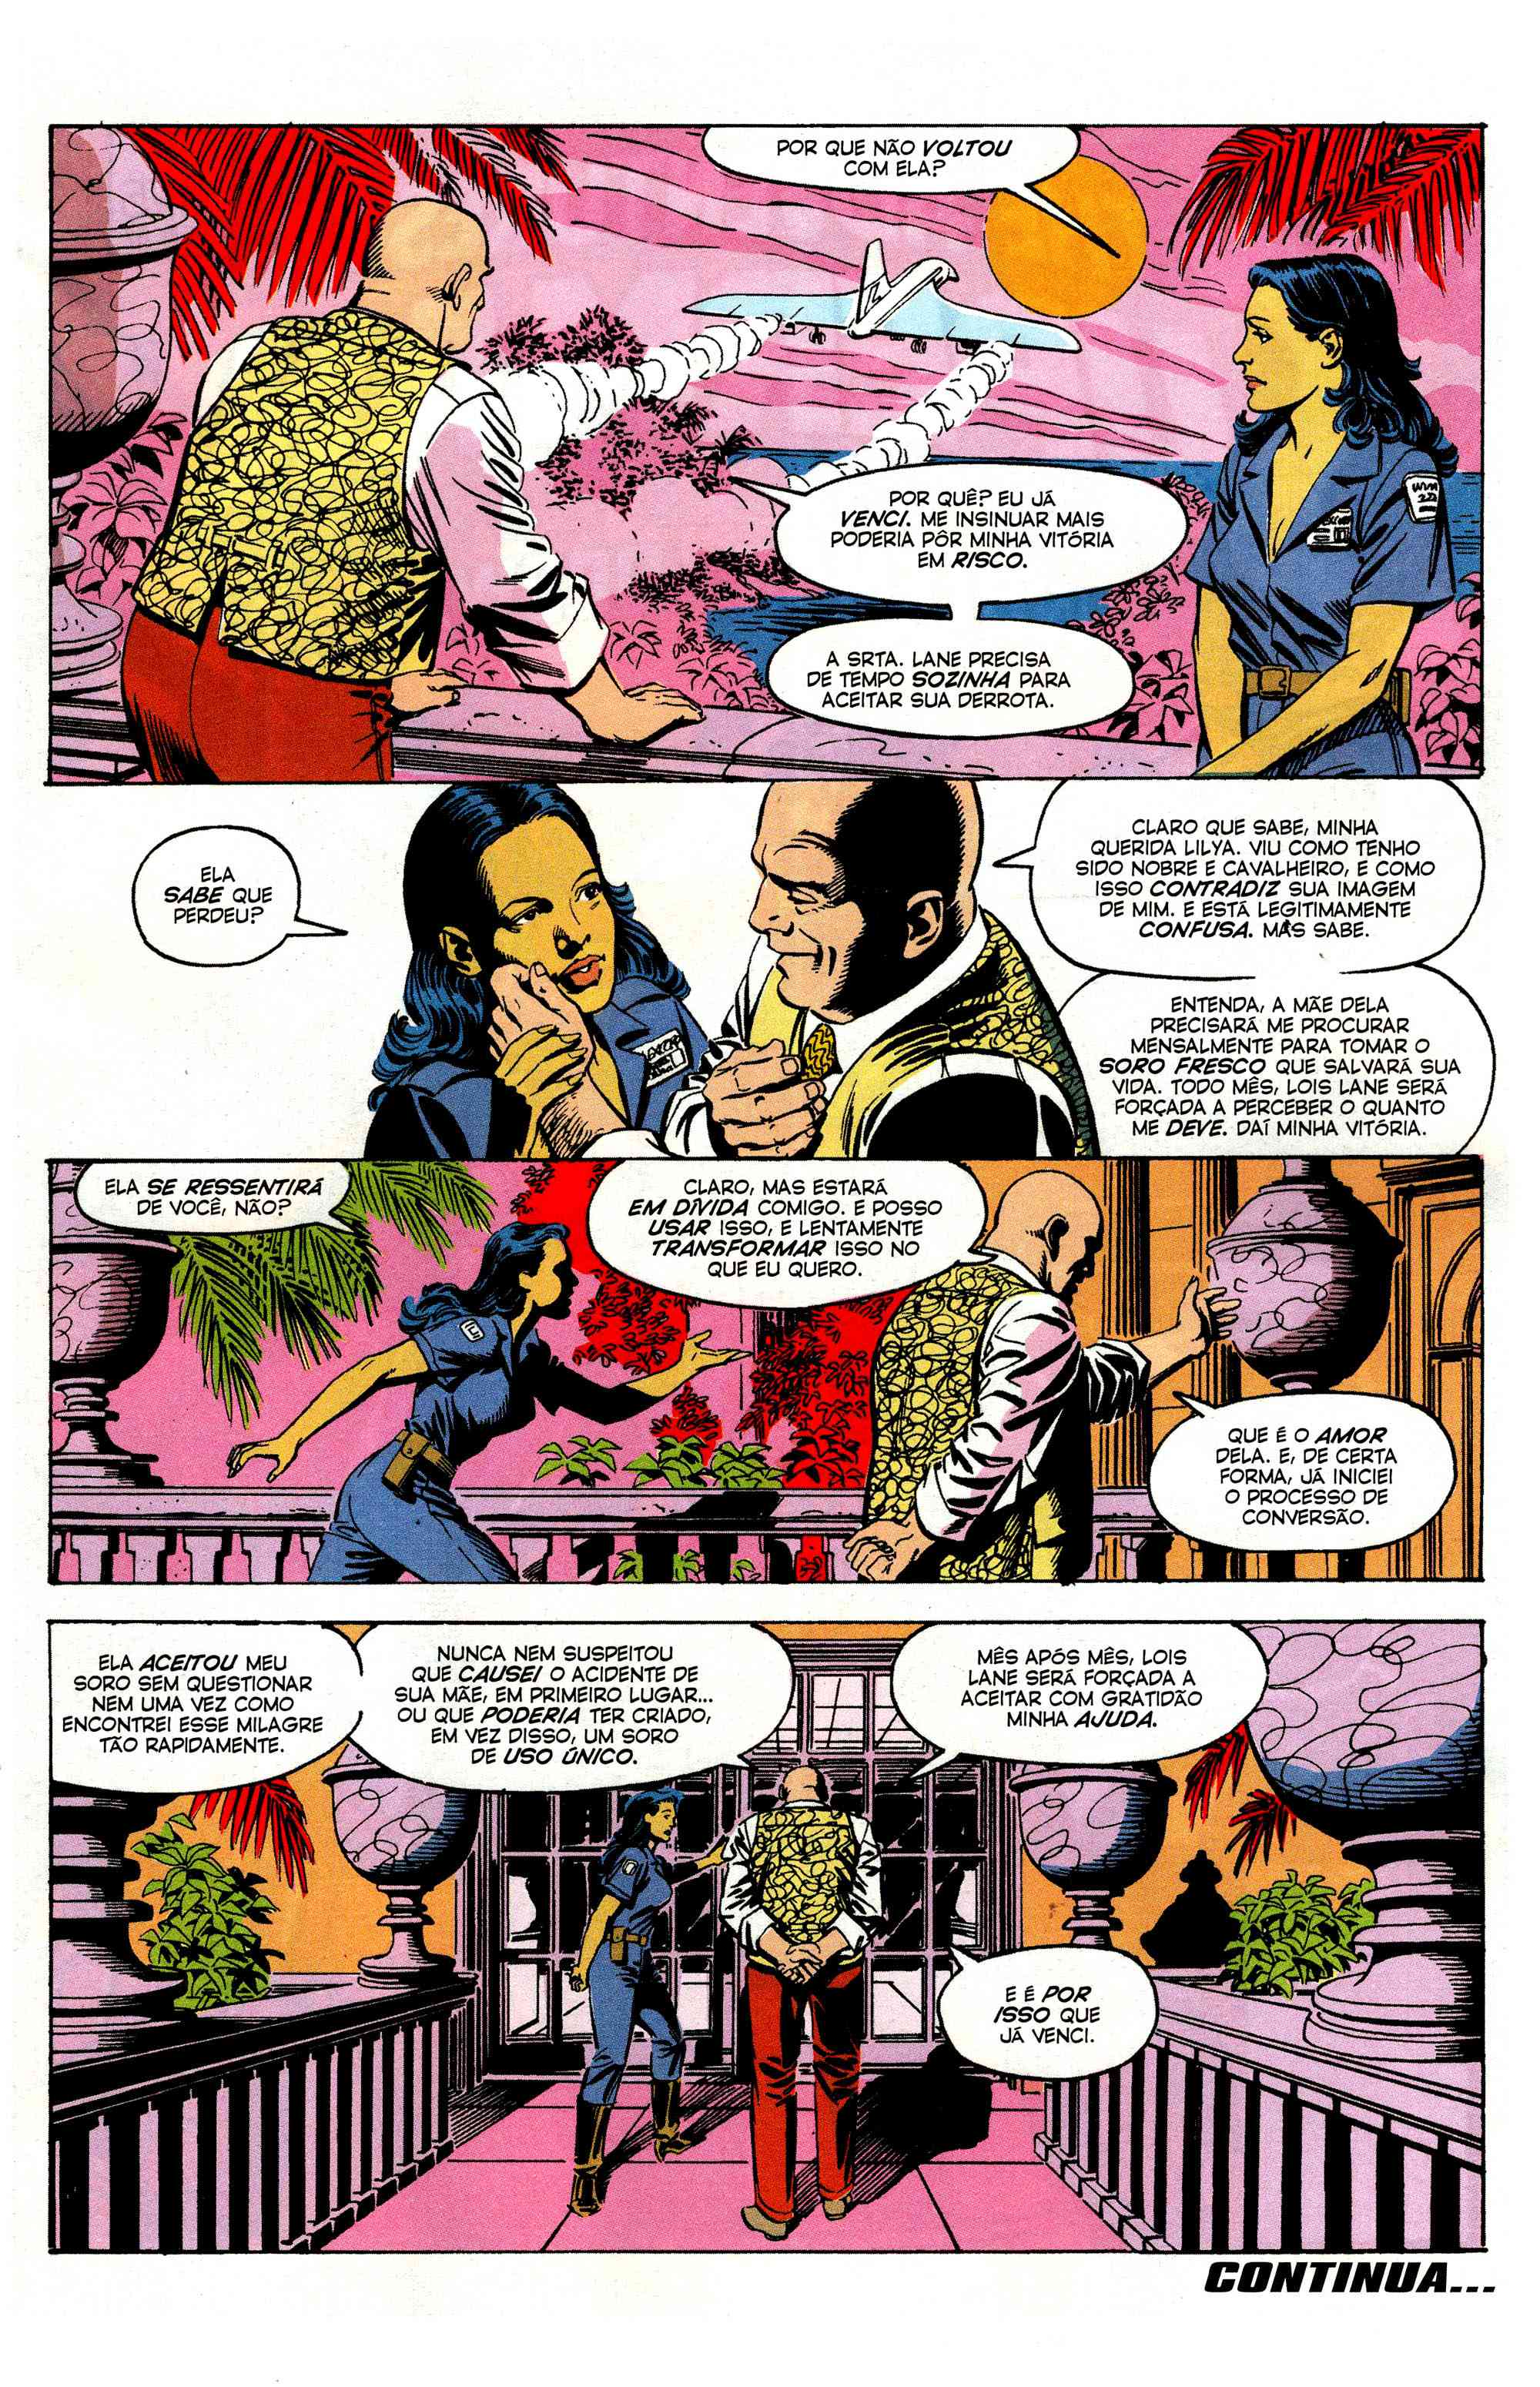 POR QUE NÃO VOLTOU
COM ELA?
POR QUÊ? EU JÁ
VENCI. ME INSINUAR MAIS
PODERIA PÔR MINHA VITÓRIA
EM RISCO.
A SRTA. LANE PRECISA
DE TEMPO SOZINHA PARA
ACEITAR SUA DERROTA.
ELA
SABE QUE
PERDEU?
CLARO QUE SABE, MINHA
QUERIDA LILYA. VIU COMO TENHO
SIDO NOBRE E CAVALHEIRO, E COMO
ISSO CONTRADIZ SUA IMAGEM
DE MIM. E ESTÁ LEGITIMAMENTE
CONFUSA. MAS SABE.
ENTENDA, A MÃE DELA
PRECISARÁ ME PROCURAR
MENSALMENTE PARA TOMAR O
SORO FRESCO QUE SALVARÁ SUA
VIDA. TODO MÊS, LOIS LANE SERÁ
FORÇADA A PERCEBER O QUANTO
ME DEVE. DAÍ MINHA VITÓRIA.
ELA SE RESSENTIRÁ
DE VOCÊ, NÃO?
CLARO, MAS ESTARÁ
EM DÍVIDA COMIGO. E POSSO
USAR ISSO, E LENTAMENTE
TRANSFORMAR ISSO NO
QUE EU QUERO.
QUE É O AMOR
DELA. E, DE CERTA
FORMA, JÁ INICIEI
O PROCESSO DE
CONVERSÃO.
ELA ACEITOU MEU
SORO SEM QUESTIONAR
NEM UMA VEZ COMO
ENCONTREI ESSE MILAGRE
TÃO RAPIDAMENTE.
NUNCA NEM SUSPEITOU
QUE CAUSEI O ACIDENTE DE
SUA MÃE, EM PRIMEIRO LUGAR...
OU QUE PODERIA TER CRIADO,
EM VEZ DISSO, UM SORO
DE USO ÚNICO.
MÊS APÓS MÊS, LOIS
LANE SERÁ FORÇADA A
ACEITAR COM GRATIDÃO
MINHA AJUDA.
E É POR
ISSO QUE
JÁ VENCI.
CONTINUA...